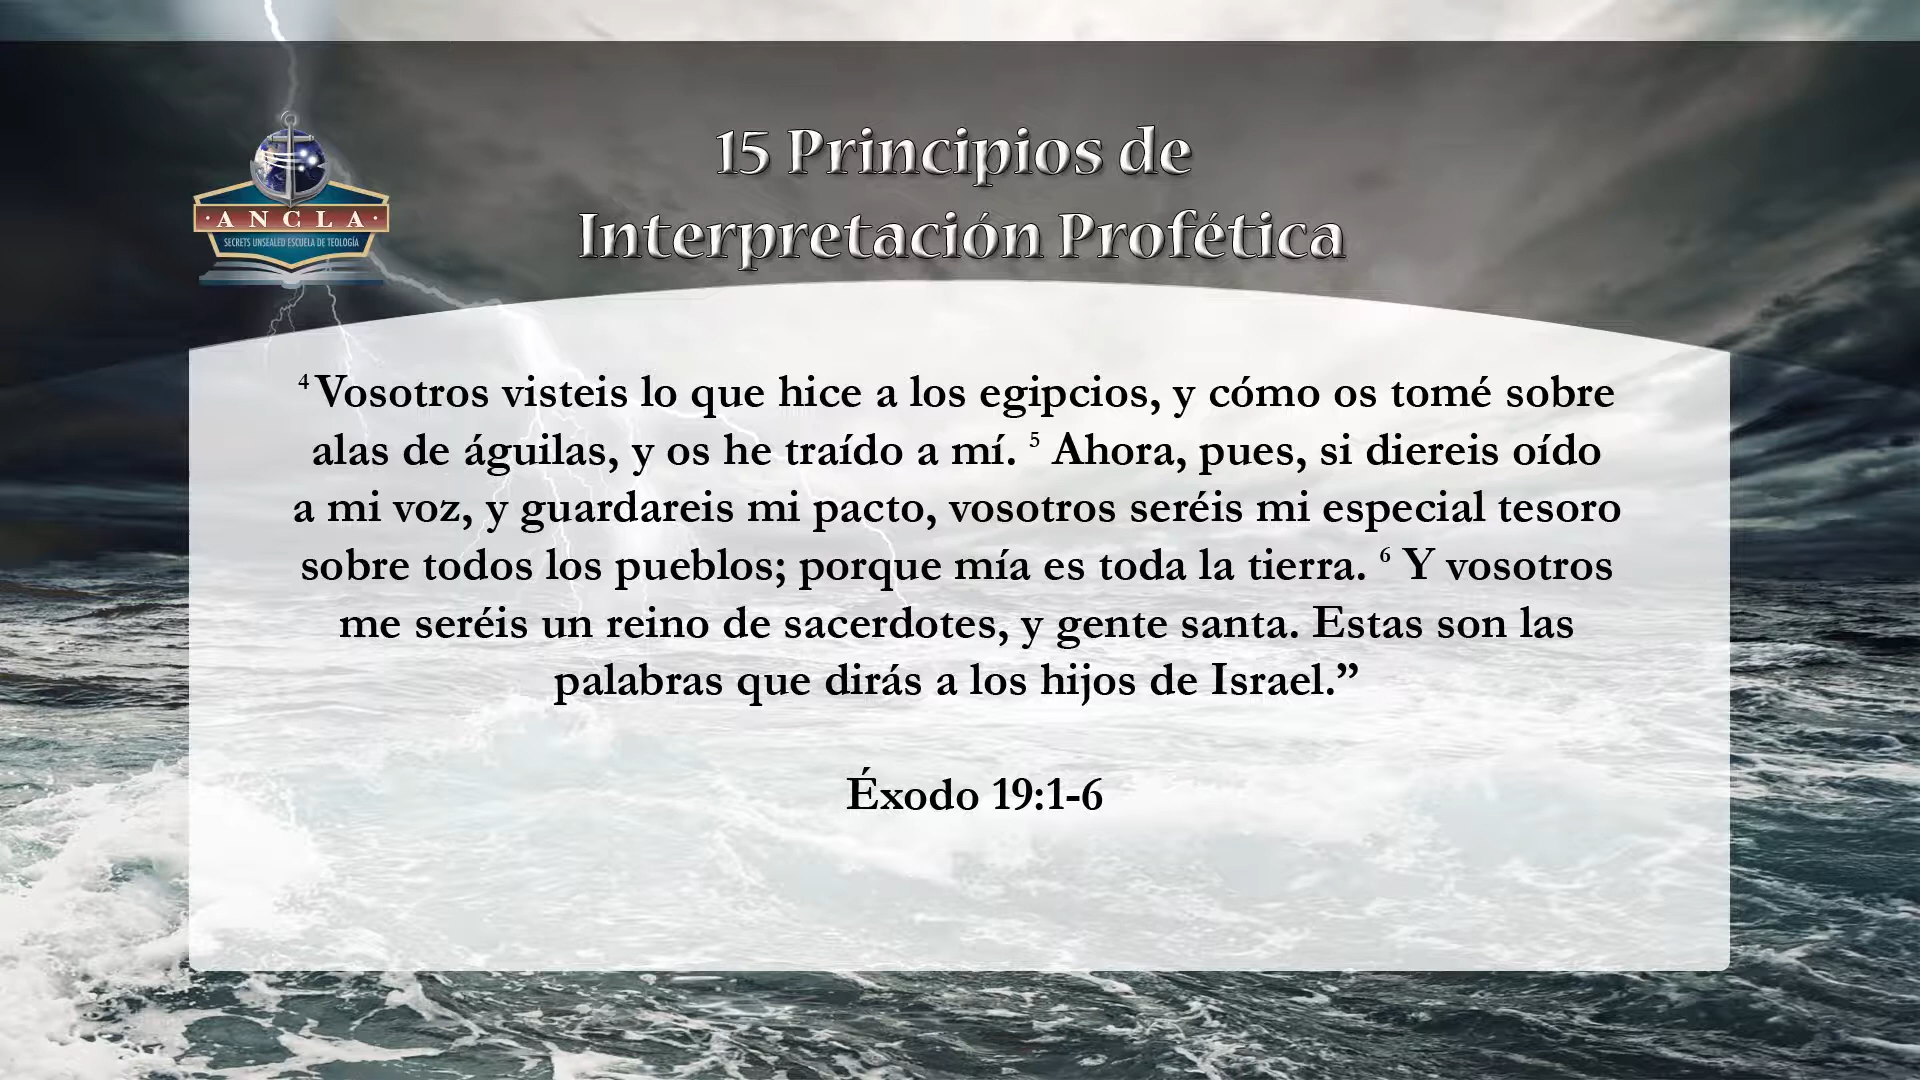 15 Principios de
Interpretación Profética
· A N C L A ·
SECRETS UNSEALED ESCUELA DE TEOLOGÍA
⁴ Vosotros visteis lo que hice a los egipcios, y cómo os tomé sobre
alas de águilas, y os he traído a mí. ⁵ Ahora, pues, si diereis oído
a mi voz, y guardareis mi pacto, vosotros seréis mi especial tesoro
sobre todos los pueblos; porque mía es toda la tierra. ⁶ Y vosotros
me seréis un reino de sacerdotes, y gente santa. Estas son las
palabras que dirás a los hijos de Israel.”
Éxodo 19:1-6